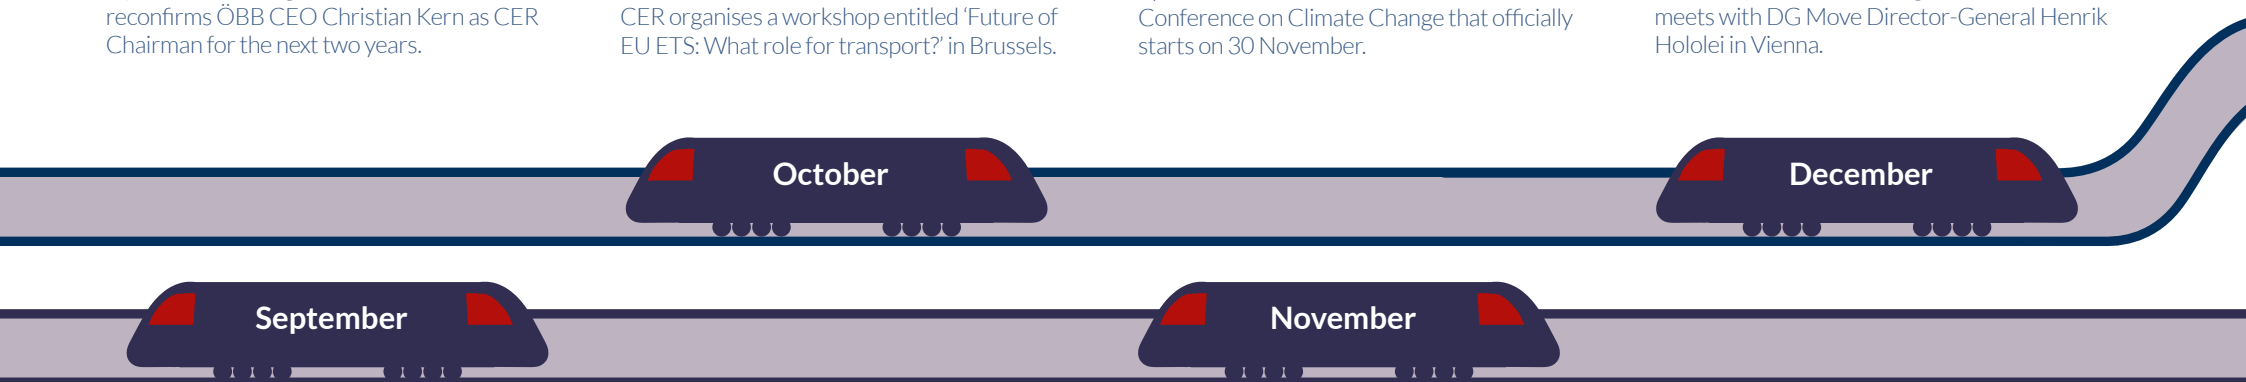 reconfirms ÖBB CEO Christian Kern as CER
Chairman for the next two years.
CER organises a workshop entitled ‘Future of
EU ETS: What role for transport?’ in Brussels.
Conference on Climate Change that officially
starts on 30 November.
meets with DG Move Director-General Henrik
Hololei in Vienna.
October
December
September
November